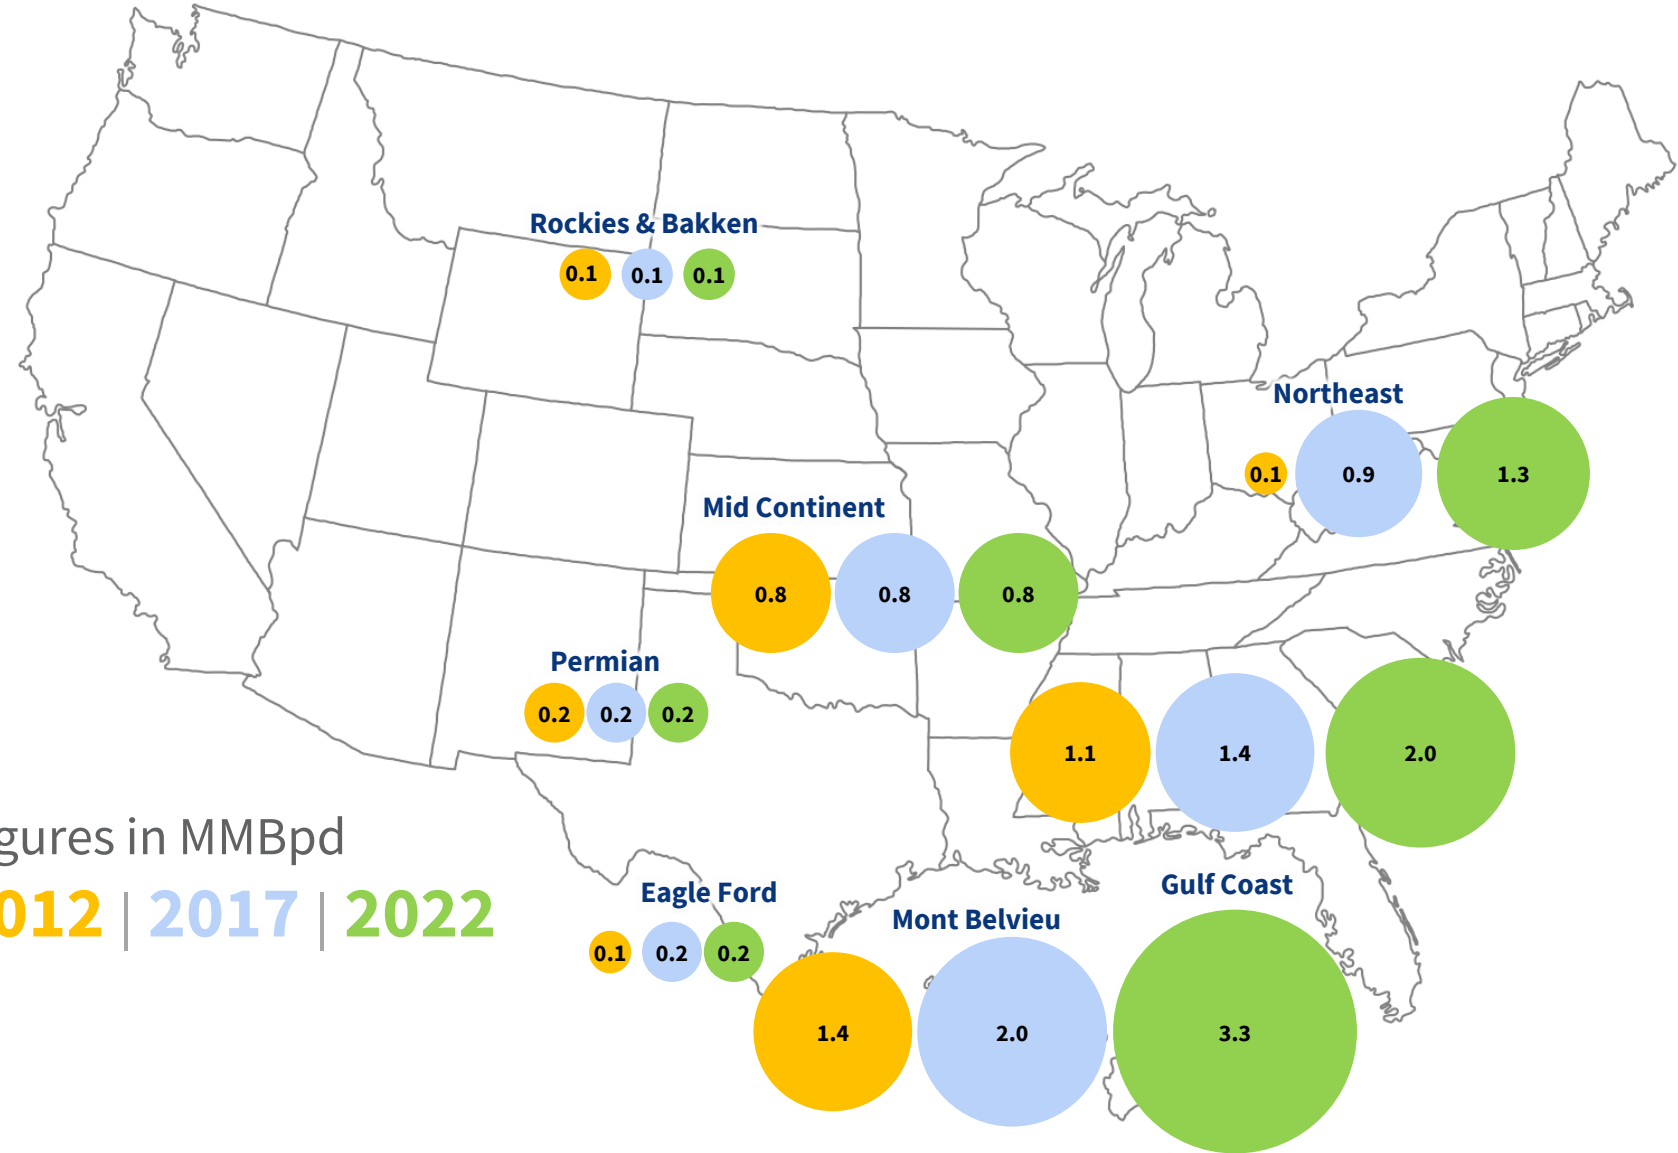 Rockies & Bakken
0.1 0.1 0.1
Northeast
0.1 0.9 1.3
Mid Continent
0.8 0.8 0.8
Permian
0.2 0.2 0.2
1.1 1.4 2.0
gures in MMBpd
012 | 2017 | 2022
Eagle Ford
0.1 0.2 0.2
Gulf Coast
Mont Belvieu
1.4 2.0 3.3